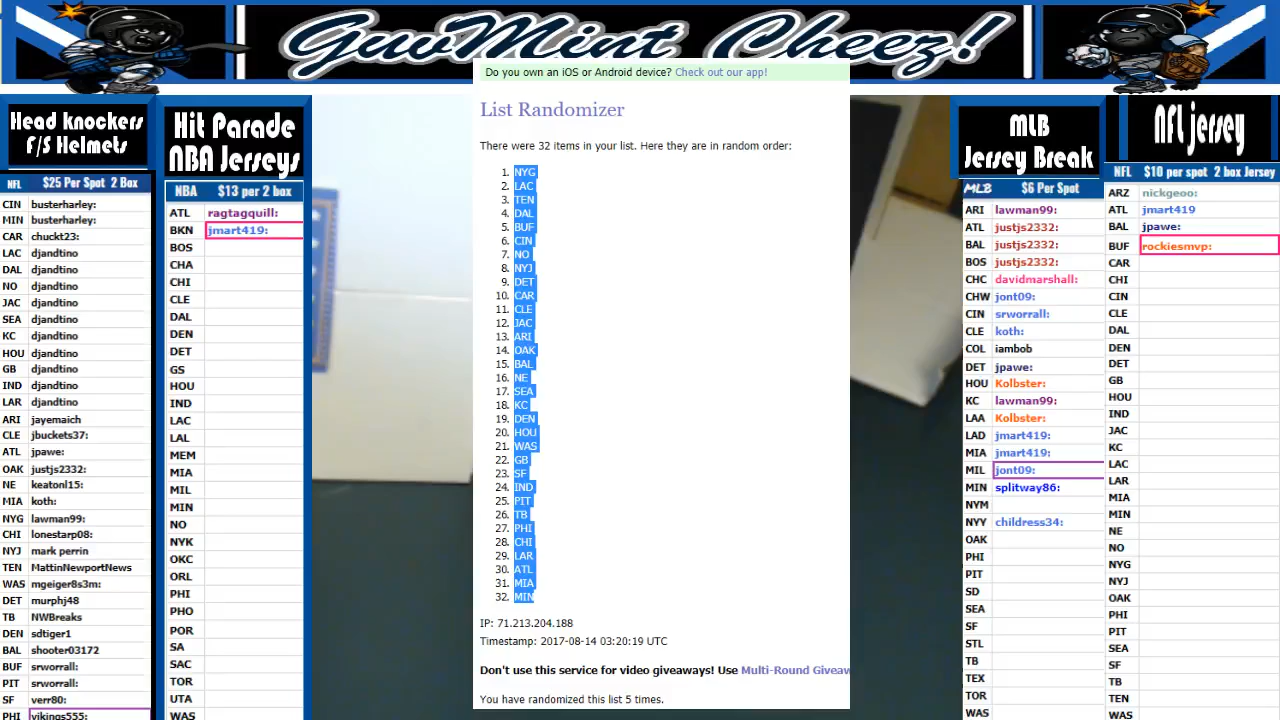 GuvMint Cheez!
Do you own an iOS or Android device? Check out our app!
List Randomizer
There were 32 items in your list. Here they are in random order:
1. NYG
2. LAC
3. TEN
4. DAL
5. BUF
6. CIN
7. NO
8. NYJ
9. DET
10. CAR
11. CLE
12. JAC
13. ARI
14. OAK
15. BAL
16. NE
17. SEA
18. KC
19. DEN
20. HOU
21. WAS
22. GB
23. SF
24. IND
25. PIT
26. TB
27. PHI
28. CHI
29. LAR
30. ATL
31. MIA
32. MIN
IP: 71.213.204.188
Timestamp: 2017-08-14 03:20:19 UTC
Don't use this service for video giveaways! Use Multi-Round Giveaw
You have randomized this list 5 times.
Head knockers
F/S Helmets
NFL $25 Per Spot 2 Box
CIN busterharley:
MIN busterharley:
CAR chuckt23:
LAC djandtino
DAL djandtino
NO djandtino
JAC djandtino
SEA djandtino
KC djandtino
HOU djandtino
GB djandtino
IND djandtino
LAR djandtino
ARI jayemaich
CLE jbuckets37:
ATL jpawe:
OAK justjs2332:
NE keatonl15:
MIA koth:
NYG lawman99:
CHI lonestarp08:
NYJ mark perrin
TEN MattinNewportNews
WAS mgeiger8s3m:
DET murphj48
TB NWBreaks
DEN sdtiger1
BAL shooter03172
BUF srworrall:
PIT srworrall:
SF verr80:
PHI vikings555:
Hit Parade
NBA Jerseys
NBA $13 per 2 box
ATL ragtagquill:
BKN jmart419:
BOS
CHA
CHI
CLE
DAL
DEN
DET
GS
HOU
IND
LAC
LAL
MEM
MIA
MIL
MIN
NO
NYK
OKC
ORL
PHI
PHO
POR
SA
SAC
TOR
UTA
WAS
MLB
Jersey Break
MLB $6 Per Spot
ARI lawman99:
ATL justjs2332:
BAL justjs2332:
BOS justjs2332:
CHC davidmarshall:
CHW jont09:
CIN srworrall:
CLE koth:
COL iambob
DET jpawe:
HOU Kolbster:
KC lawman99:
LAA Kolbster:
LAD jmart419:
MIA jmart419:
MIL jont09:
MIN splitway86:
NYM
NYY childress34:
OAK
PHI
PIT
SD
SEA
SF
STL
TB
TEX
TOR
WAS
NFL jersey
NFL $10 per spot 2 box Jersey
ARZ nickgeoo:
ATL jmart419
BAL jpawe:
BUF rockiesmvp:
CAR
CHI
CIN
CLE
DAL
DEN
DET
GB
HOU
IND
JAC
KC
LAC
LAR
MIA
MIN
NE
NO
NYG
NYJ
OAK
PHI
PIT
SEA
SF
TB
TEN
WAS